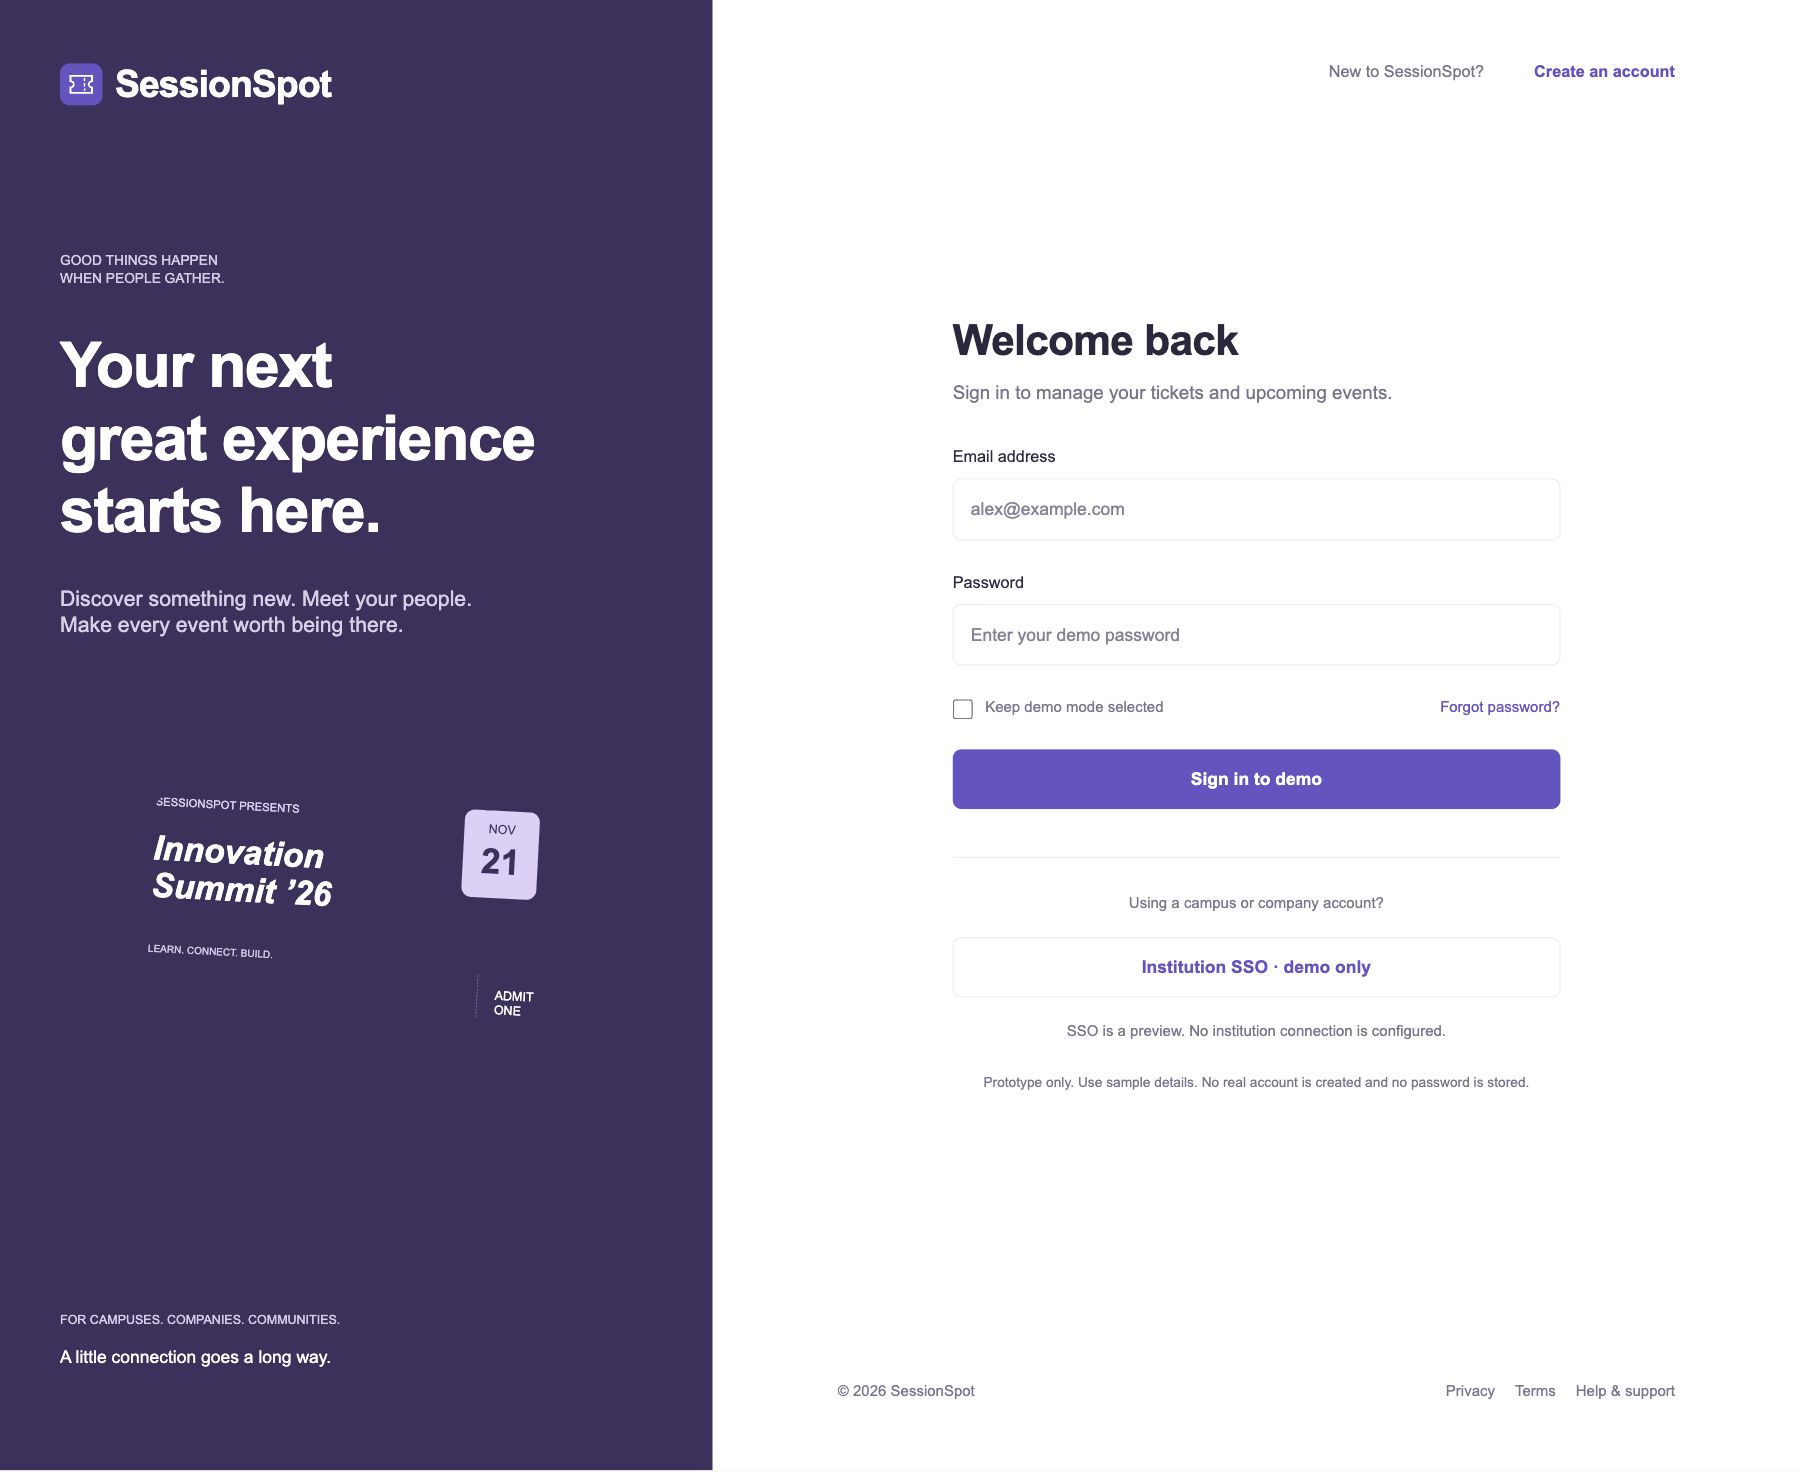 SessionSpot
GOOD THINGS HAPPEN
WHEN PEOPLE GATHER.
Your next
great experience
starts here.
Discover something new. Meet your people.
Make every event worth being there.
SESSIONSPOT PRESENTS
Innovation
Summit ’26
NOV
21
LEARN. CONNECT. BUILD.
ADMIT
ONE
FOR CAMPUSES. COMPANIES. COMMUNITIES.
A little connection goes a long way.
New to SessionSpot? Create an account
Welcome back
Sign in to manage your tickets and upcoming events.
Email address
alex@example.com
Password
Enter your demo password
Keep demo mode selected Forgot password?
Sign in to demo
Using a campus or company account?
Institution SSO · demo only
SSO is a preview. No institution connection is configured.
Prototype only. Use sample details. No real account is created and no password is stored.
© 2026 SessionSpot Privacy Terms Help & support